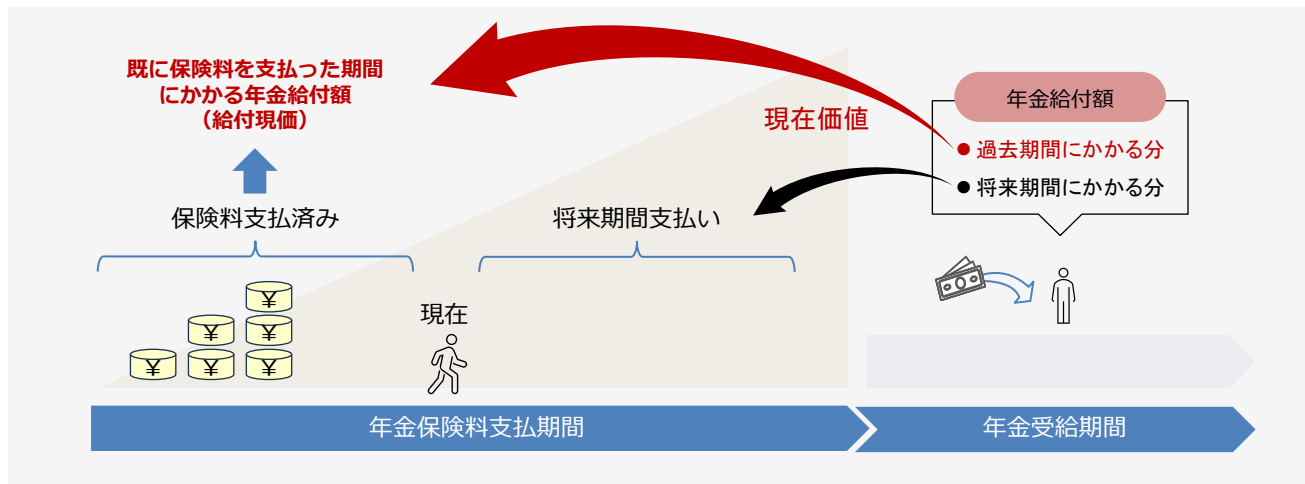 既に保険料を支払った期間
にかかる年金給付額
（給付現価）
現在価値
年金給付額
● 過去期間にかかる分
● 将来期間にかかる分
保険料支払済み
将来期間支払い
現在
¥
¥ ¥
¥ ¥ ¥
年金保険料支払期間
年金受給期間